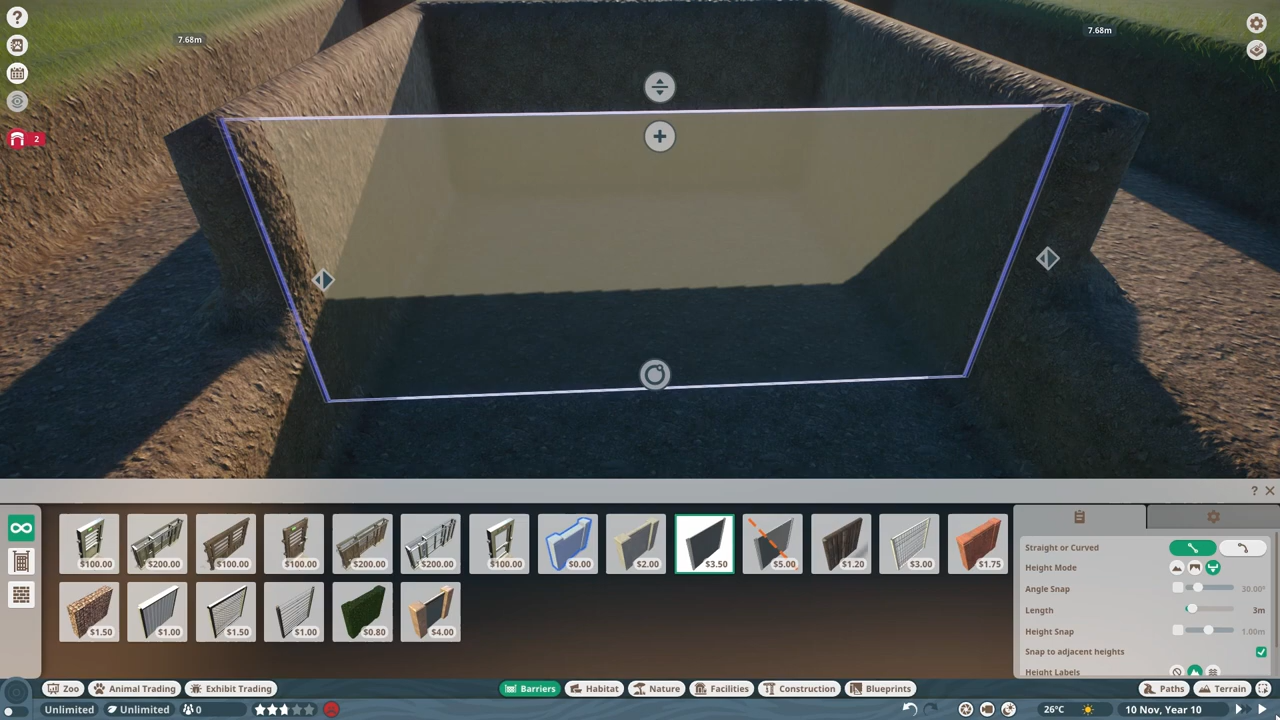 ?
7.68m
7.68m
2
?
$100.00
$200.00
$100.00
$100.00
$200.00
$200.00
$100.00
$0.00
$2.00
$3.50
$5.00
$1.20
$3.00
$1.75
$1.50
$1.00
$1.50
$1.00
$0.80
$4.00
Straight or Curved
Height Mode
Angle Snap 30.00°
Length 3m
Height Snap 1.00m
Snap to adjacent heights
Height Labels
Zoo Animal Trading Exhibit Trading Barriers Habitat Nature Facilities Construction Blueprints Paths Terrain
Unlimited Unlimited 0 26°C 10 Nov, Year 10